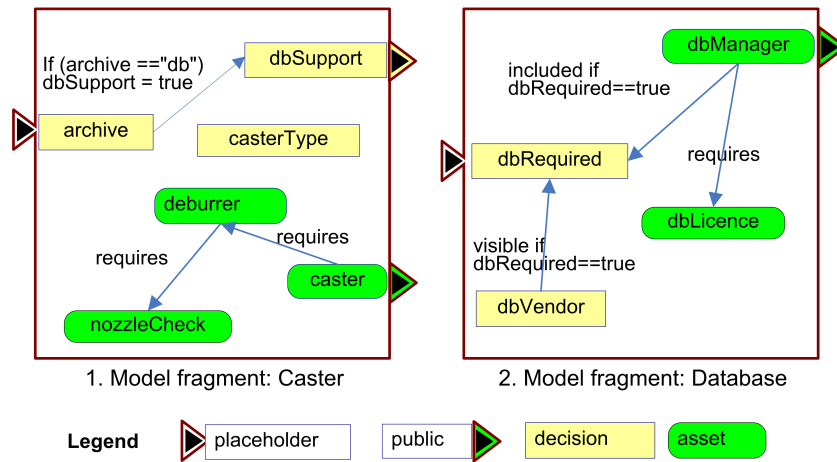 If (archive =="db")
dbSupport = true
dbSupport
archive
casterType
deburrer
requires
requires
caster
nozzleCheck
1. Model fragment: Caster
dbManager
included if
dbRequired==true
dbRequired
requires
dbLicence
visible if
dbRequired==true
dbVendor
2. Model fragment: Database
Legend
placeholder
public
decision
asset